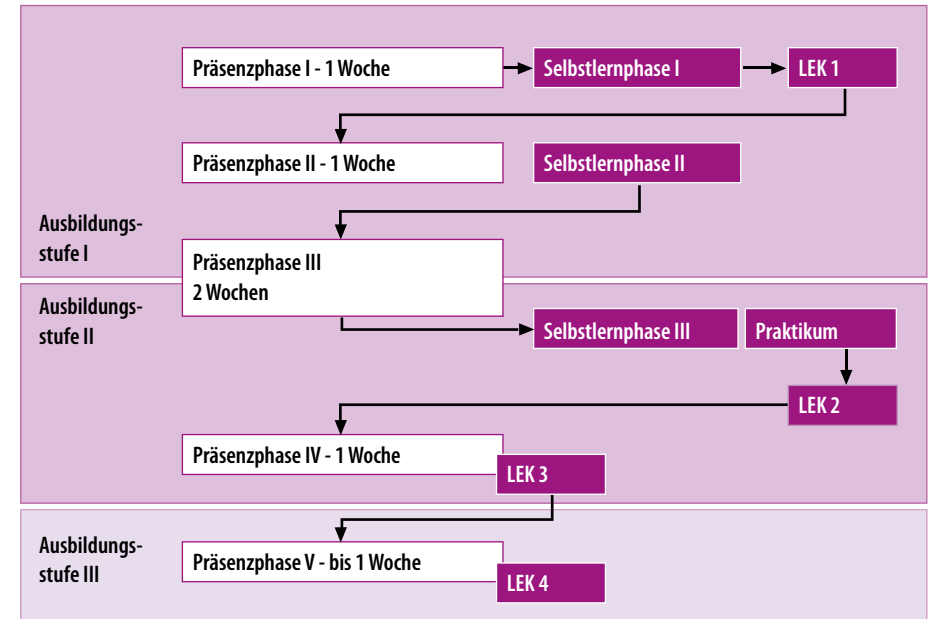 Präsenzphase I - 1 Woche
Selbstlernphase I
LEK 1
Präsenzphase II - 1 Woche
Selbstlernphase II
Ausbildungs-
stufe I
Präsenzphase III
2 Wochen
Ausbildungs-
stufe II
Selbstlernphase III
Praktikum
LEK 2
Präsenzphase IV - 1 Woche
LEK 3
Ausbildungs-
stufe III
Präsenzphase V - bis 1 Woche
LEK 4